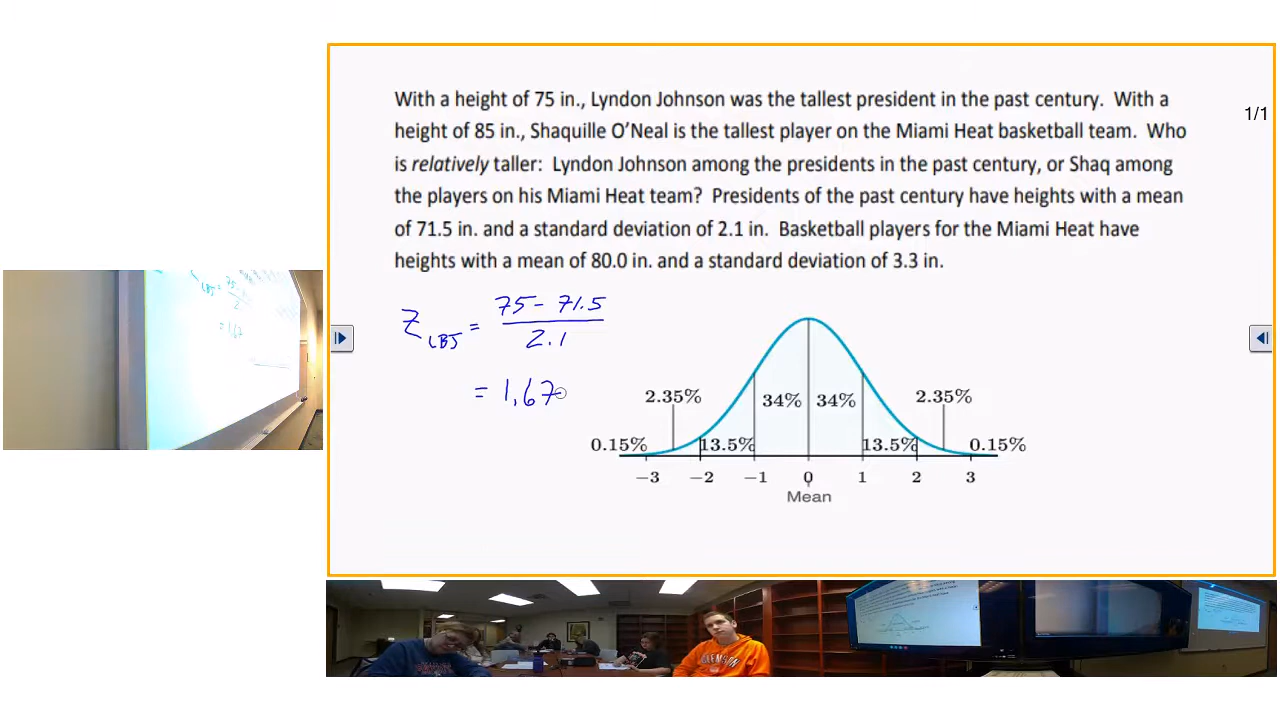 With a height of 75 in., Lyndon Johnson was the tallest president in the past century. With a
height of 85 in., Shaquille O'Neal is the tallest player on the Miami Heat basketball team. Who
is relatively taller: Lyndon Johnson among the presidents in the past century, or Shaq among
the players on his Miami Heat team? Presidents of the past century have heights with a mean
of 71.5 in. and a standard deviation of 2.1 in. Basketball players for the Miami Heat have
heights with a mean of 80.0 in. and a standard deviation of 3.3 in.
1/1
Z LBJ = 75 - 71.5
2.1
= 1.67
2.35% 34% 34% 2.35%
0.15% 13.5% 13.5% 0.15%
−3 −2 −1 0 1 2 3
Mean
LBJ = 75
2
= 1.67
CLEMSON